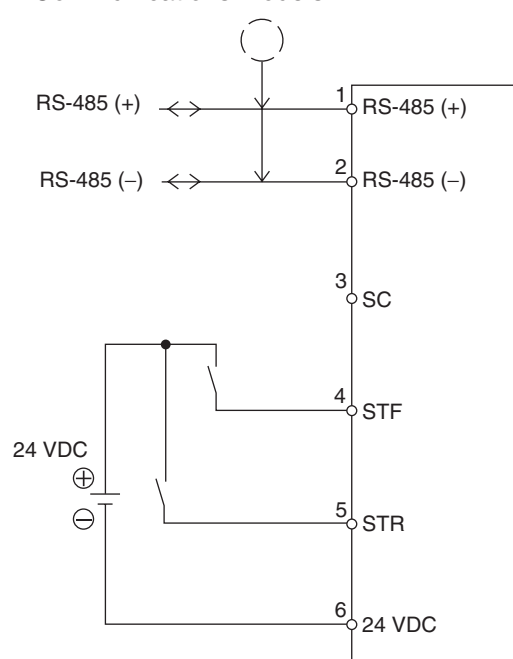 1
RS-485 (+) RS-485 (+)
2
RS-485 (−) RS-485 (−)
3
SC
4
STF
24 VDC
+
−
5
STR
6
24 VDC